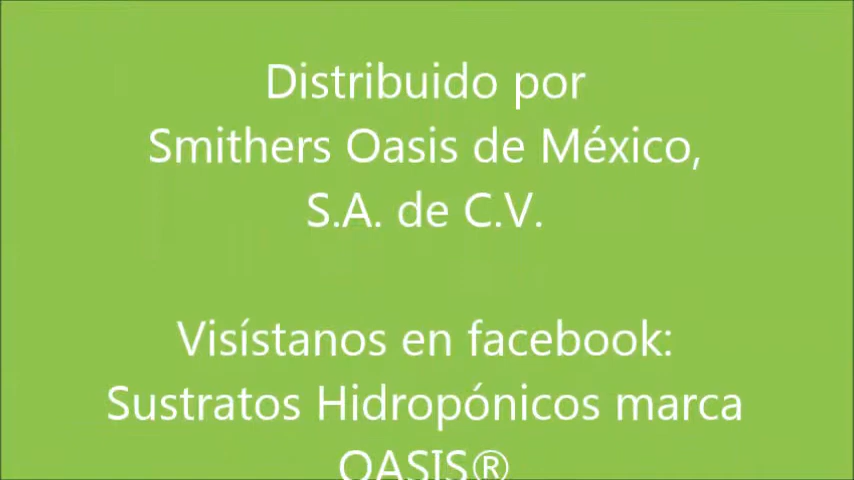 Distribuido por
Smithers Oasis de México,
S.A. de C.V.
Visístanos en facebook:
Sustratos Hidropónicos marca
OASIS®